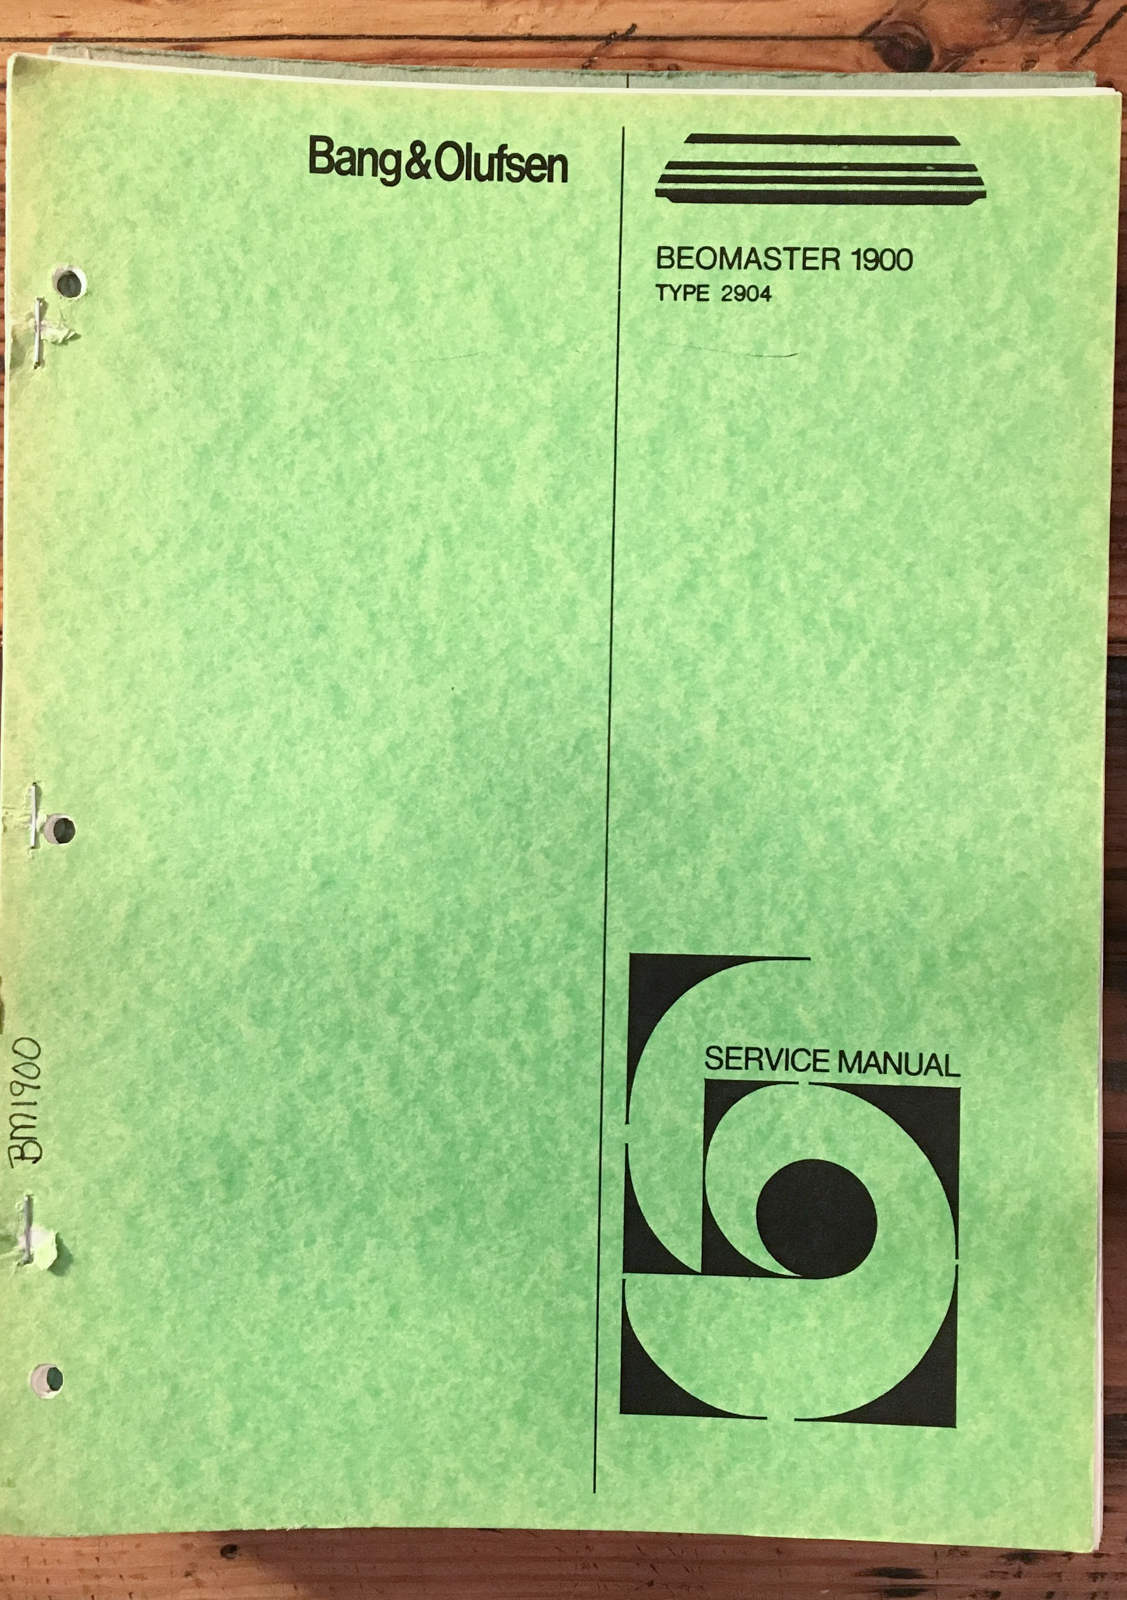 Bang&Olufsen
BEOMASTER 1900
TYPE 2904
SERVICE MANUAL
BM1900